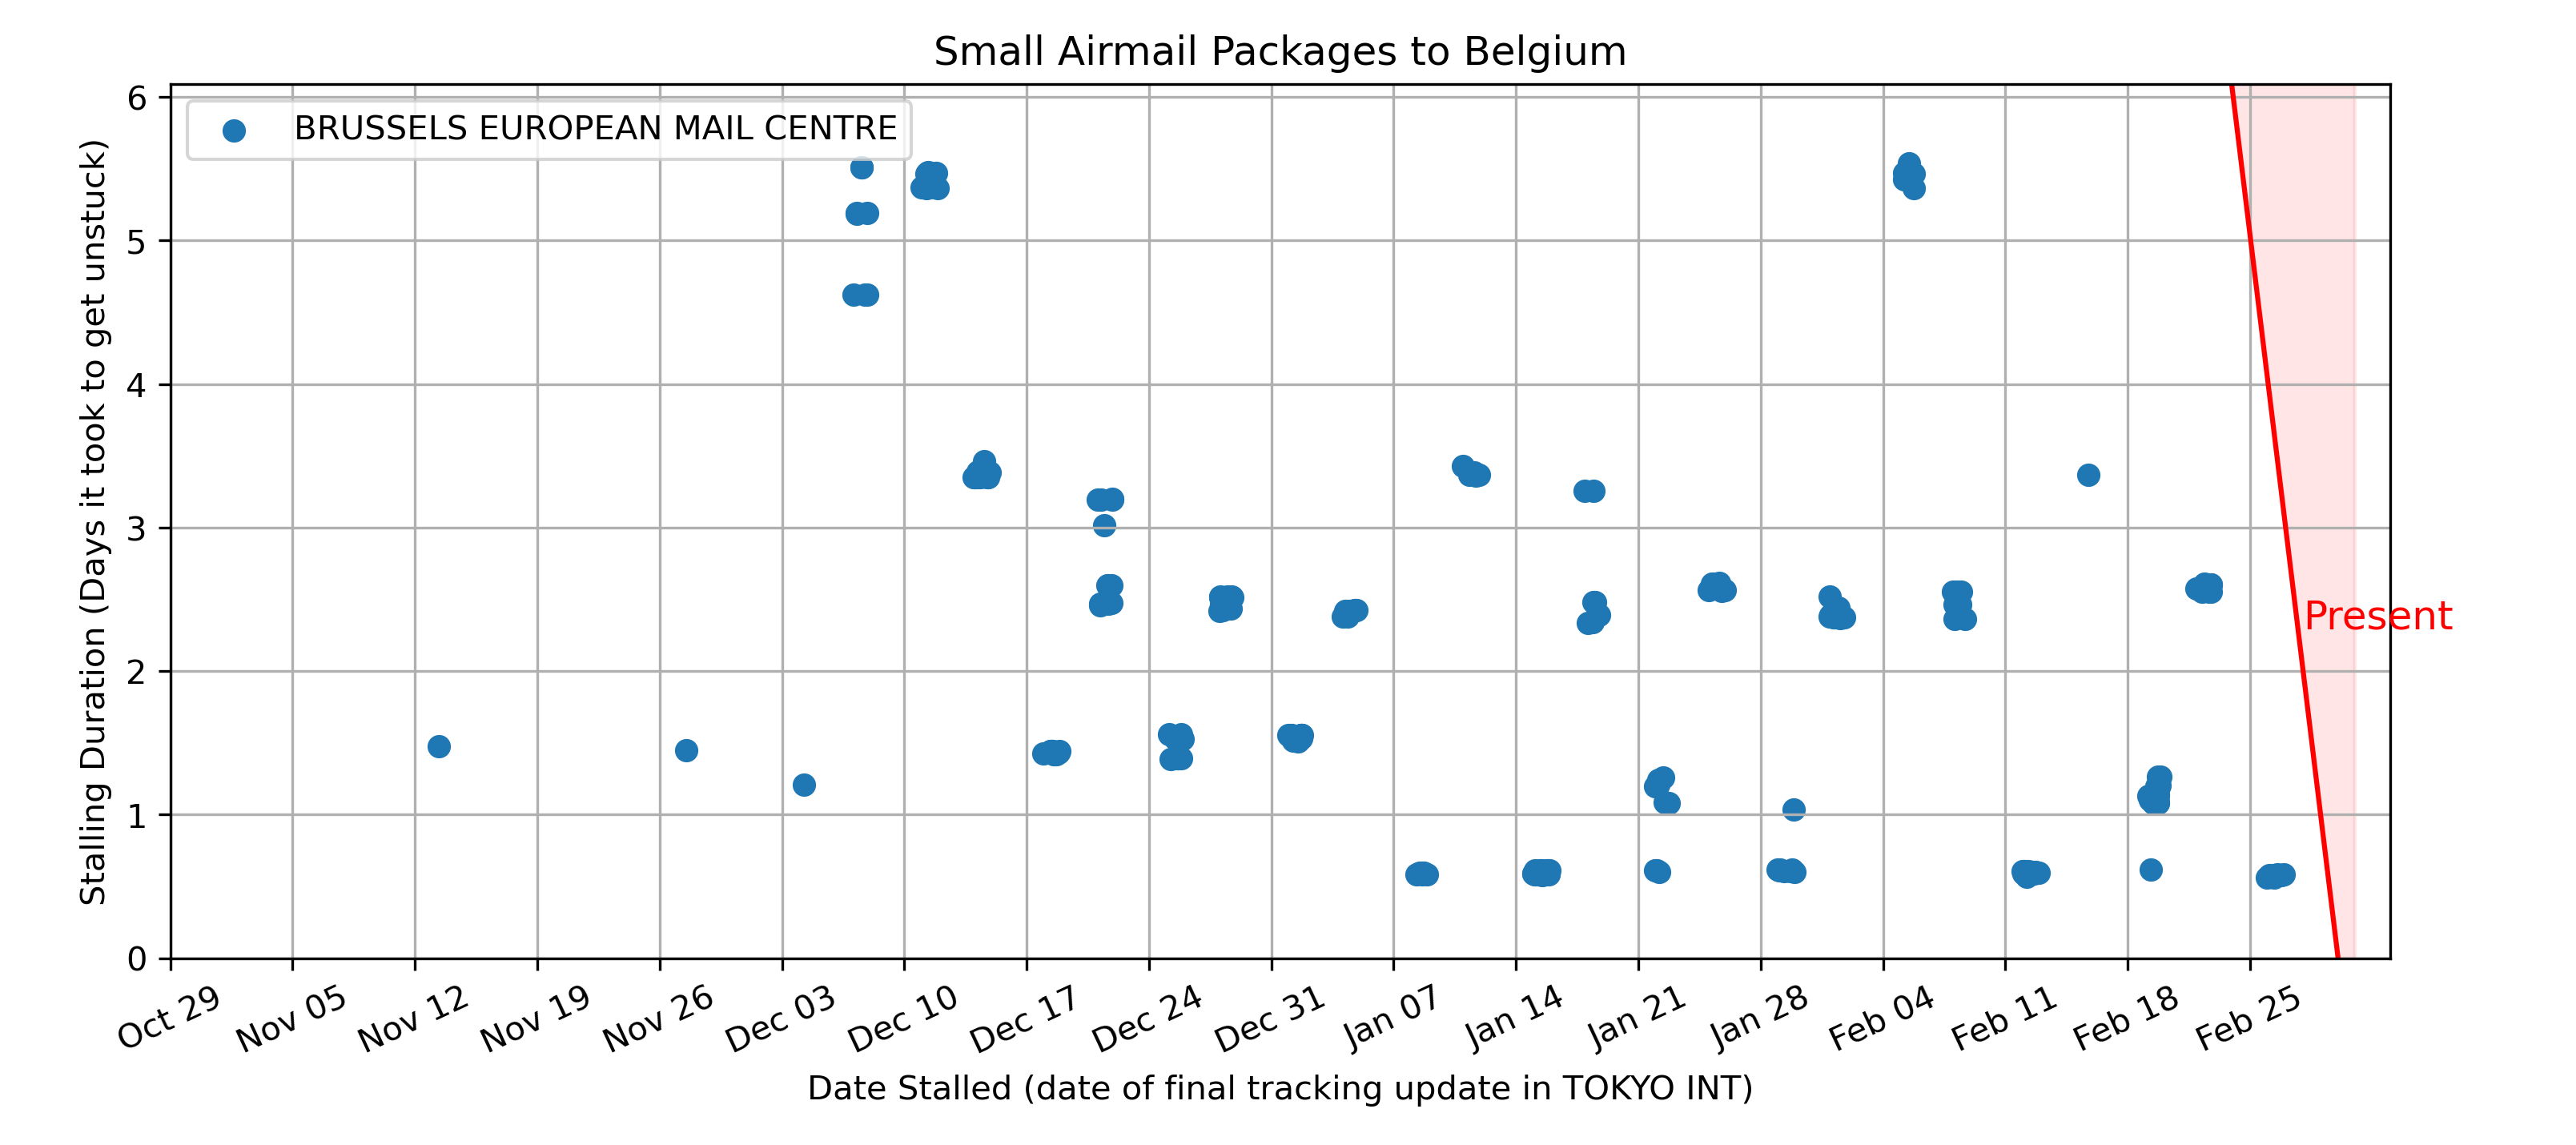 Small Airmail Packages to Belgium
BRUSSELS EUROPEAN MAIL CENTRE
Stalling Duration (Days it took to get unstuck)
6
5
4
3
2
1
0
Present
Oct 29
Nov 05
Nov 12
Nov 19
Nov 26
Dec 03
Dec 10
Dec 17
Dec 24
Dec 31
Jan 07
Jan 14
Jan 21
Jan 28
Feb 04
Feb 11
Feb 18
Feb 25
Date Stalled (date of final tracking update in TOKYO INT)